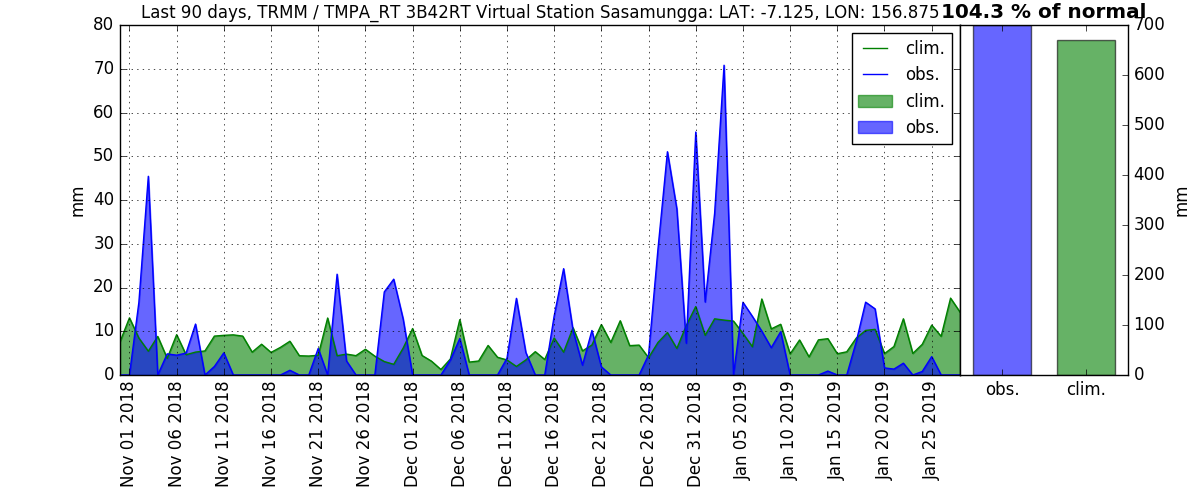 Last 90 days, TRMM / TMPA_RT 3B42RT Virtual Station Sasamungga: LAT: -7.125, LON: 156.875
104.3 % of normal
80
70
60
50
40
30
20
10
0
mm
clim.
obs.
clim.
obs.
700
600
500
400
300
200
100
0
mm
obs.
clim.
Nov 01 2018
Nov 06 2018
Nov 11 2018
Nov 16 2018
Nov 21 2018
Nov 26 2018
Dec 01 2018
Dec 06 2018
Dec 11 2018
Dec 16 2018
Dec 21 2018
Dec 26 2018
Dec 31 2018
Jan 05 2019
Jan 10 2019
Jan 15 2019
Jan 20 2019
Jan 25 2019